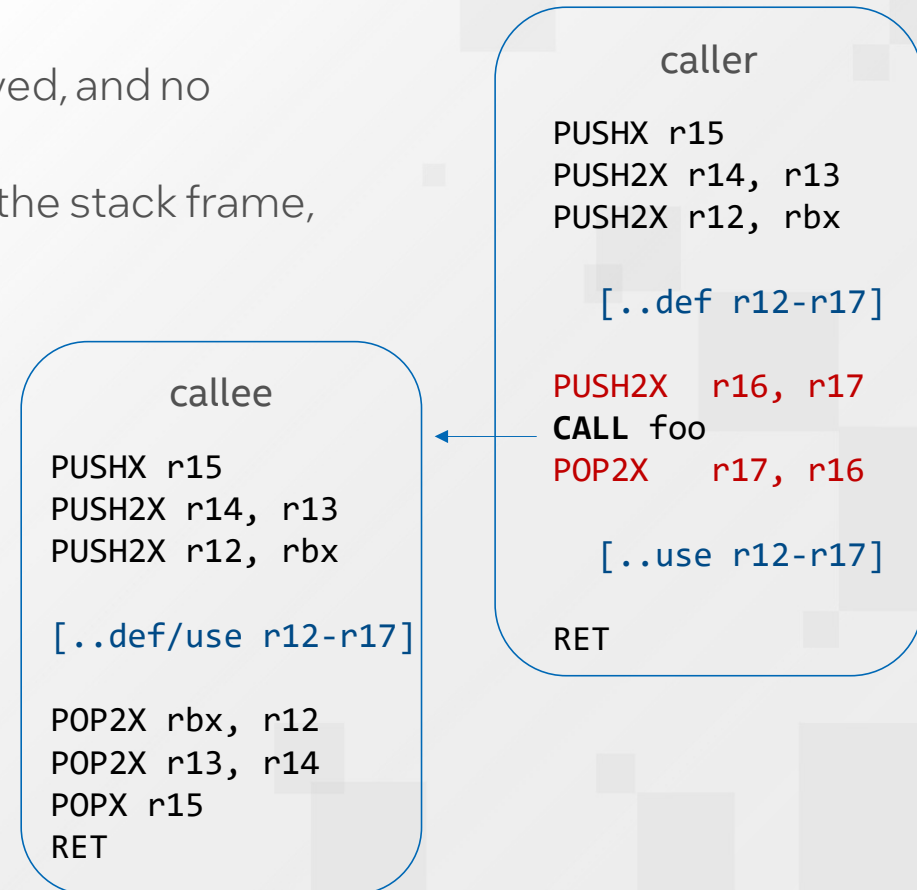 ved, and no
the stack frame,
caller
PUSHX r15
PUSH2X r14, r13
PUSH2X r12, rbx
[..def r12-r17]
PUSH2X r16, r17
CALL foo
POP2X r17, r16
[..use r12-r17]
RET
callee
PUSHX r15
PUSH2X r14, r13
PUSH2X r12, rbx
[..def/use r12-r17]
POP2X rbx, r12
POP2X r13, r14
POPX r15
RET